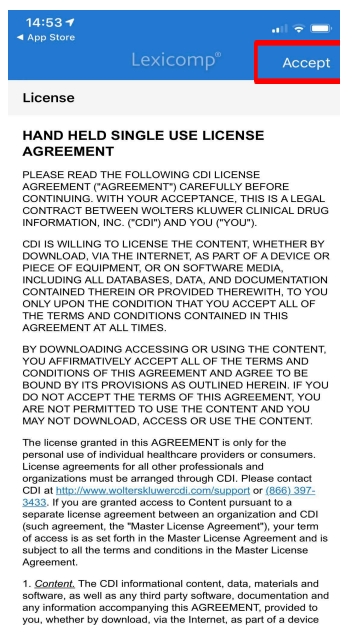 14:53
◀ App Store
Lexicomp®
Accept
License
HAND HELD SINGLE USE LICENSE
AGREEMENT
PLEASE READ THE FOLLOWING CDI LICENSE
AGREEMENT ("AGREEMENT") CAREFULLY BEFORE
CONTINUING. WITH YOUR ACCEPTANCE, THIS IS A LEGAL
CONTRACT BETWEEN WOLTERS KLUWER CLINICAL DRUG
INFORMATION, INC. ("CDI") AND YOU ("YOU").
CDI IS WILLING TO LICENSE THE CONTENT, WHETHER BY
DOWNLOAD, VIA THE INTERNET, AS PART OF A DEVICE OR
PIECE OF EQUIPMENT, OR ON SOFTWARE MEDIA,
INCLUDING ALL DATABASES, DATA, AND DOCUMENTATION
CONTAINED THEREIN OR PROVIDED THEREWITH, TO YOU
ONLY UPON THE CONDITION THAT YOU ACCEPT ALL OF
THE TERMS AND CONDITIONS CONTAINED IN THIS
AGREEMENT AT ALL TIMES.
BY DOWNLOADING ACCESSING OR USING THE CONTENT,
YOU AFFIRMATIVELY ACCEPT ALL OF THE TERMS AND
CONDITIONS OF THIS AGREEMENT AND AGREE TO BE
BOUND BY ITS PROVISIONS AS OUTLINED HEREIN. IF YOU
DO NOT ACCEPT THE TERMS OF THIS AGREEMENT, YOU
ARE NOT PERMITTED TO USE THE CONTENT AND YOU
MAY NOT DOWNLOAD, ACCESS OR USE THE CONTENT.
The license granted in this AGREEMENT is only for the
personal use of individual healthcare providers or consumers.
License agreements for all other professionals and
organizations must be arranged through CDI. Please contact
CDI at http://www.wolterskluwercdi.com/support or (866) 397-
3433. If you are granted access to Content pursuant to a
separate license agreement between an organization and CDI
(such agreement, the "Master License Agreement"), your term
of access is as set forth in the Master License Agreement and is
subject to all the terms and conditions in the Master License
Agreement.
1. Content. The CDI informational content, data, materials and
software, as well as any third party software, documentation and
any information accompanying this AGREEMENT, provided to
you, whether by download, via the Internet, as part of a device